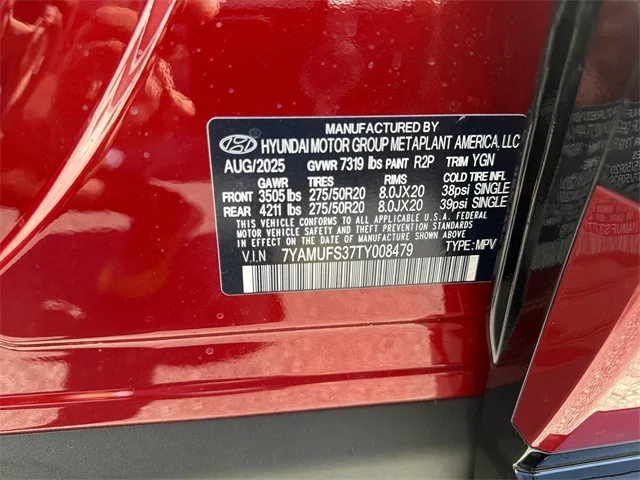 MANUFACTURED BY
HYUNDAI MOTOR GROUP METAPLANT AMERICA, LLC
AUG/2025 GVWR 7319 lbs PAINT R2P TRIM YGN
GAWR TIRES RIMS COLD TIRE INFL
FRONT 3505 lbs 275/50R20 8.0JX20 38psi SINGLE
REAR 4211 lbs 275/50R20 8.0JX20 39psi SINGLE
THIS VEHICLE CONFORMS TO ALL APPLICABLE U.S.A. FEDERAL
MOTOR VEHICLE SAFETY AND THEFT PREVENTION STANDARDS
IN EFFECT ON THE DATE OF MANUFACTURE SHOWN ABOVE.
V.I.N 7YAMUFS37TY008479 TYPE: MPV